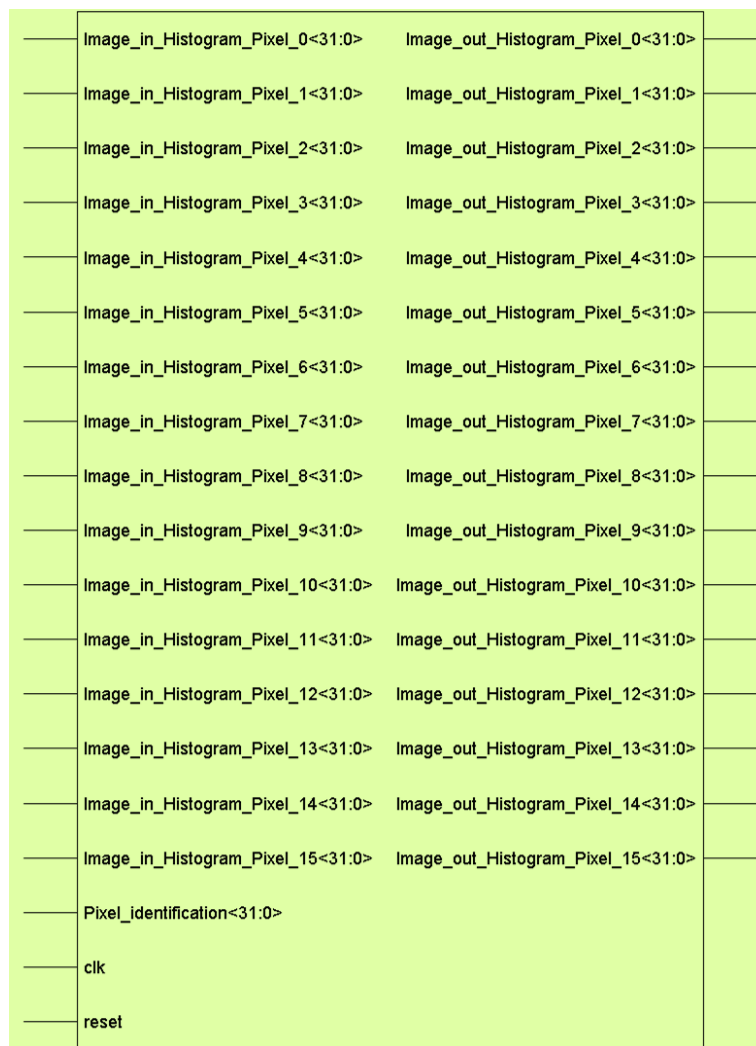 Image_in_Histogram_Pixel_0<31:0> Image_out_Histogram_Pixel_0<31:0>
Image_in_Histogram_Pixel_1<31:0> Image_out_Histogram_Pixel_1<31:0>
Image_in_Histogram_Pixel_2<31:0> Image_out_Histogram_Pixel_2<31:0>
Image_in_Histogram_Pixel_3<31:0> Image_out_Histogram_Pixel_3<31:0>
Image_in_Histogram_Pixel_4<31:0> Image_out_Histogram_Pixel_4<31:0>
Image_in_Histogram_Pixel_5<31:0> Image_out_Histogram_Pixel_5<31:0>
Image_in_Histogram_Pixel_6<31:0> Image_out_Histogram_Pixel_6<31:0>
Image_in_Histogram_Pixel_7<31:0> Image_out_Histogram_Pixel_7<31:0>
Image_in_Histogram_Pixel_8<31:0> Image_out_Histogram_Pixel_8<31:0>
Image_in_Histogram_Pixel_9<31:0> Image_out_Histogram_Pixel_9<31:0>
Image_in_Histogram_Pixel_10<31:0> Image_out_Histogram_Pixel_10<31:0>
Image_in_Histogram_Pixel_11<31:0> Image_out_Histogram_Pixel_11<31:0>
Image_in_Histogram_Pixel_12<31:0> Image_out_Histogram_Pixel_12<31:0>
Image_in_Histogram_Pixel_13<31:0> Image_out_Histogram_Pixel_13<31:0>
Image_in_Histogram_Pixel_14<31:0> Image_out_Histogram_Pixel_14<31:0>
Image_in_Histogram_Pixel_15<31:0> Image_out_Histogram_Pixel_15<31:0>
Pixel_identification<31:0>
clk
reset